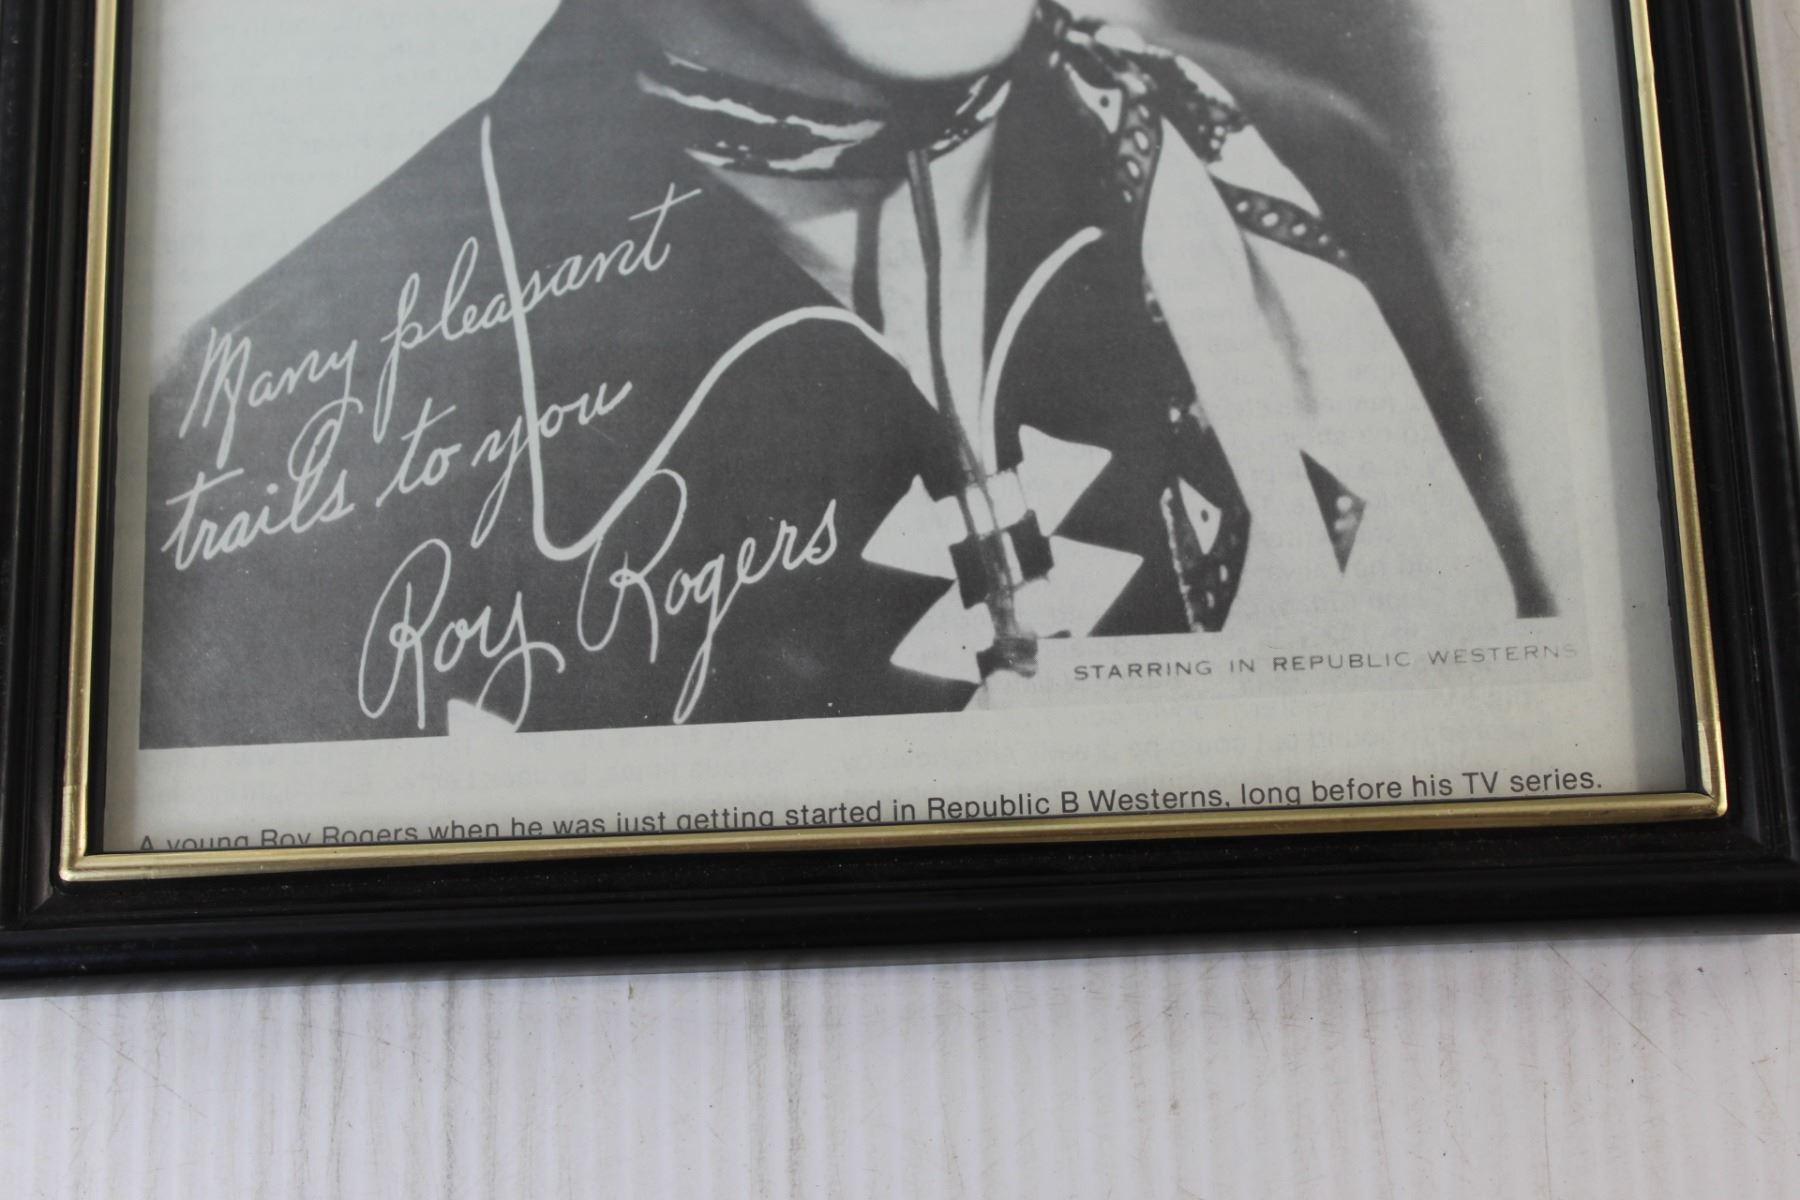 Many pleasant
trails to you
Roy Rogers
STARRING IN REPUBLIC WESTERNS
A young Roy Rogers when he was just getting started in Republic B Westerns, long before his TV series.